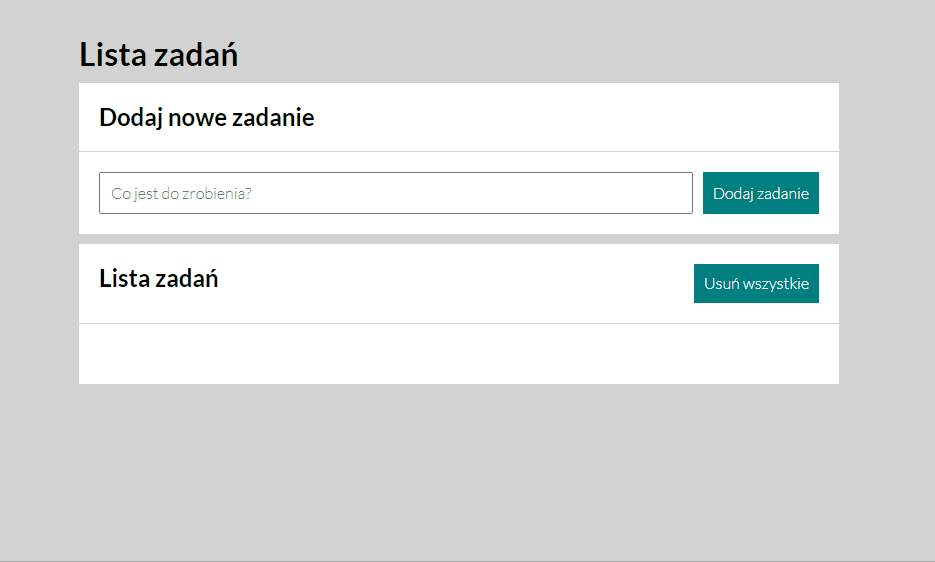 Lista zadań
Dodaj nowe zadanie
Co jest do zrobienia?
Dodaj zadanie
Lista zadań
Usuń wszystkie